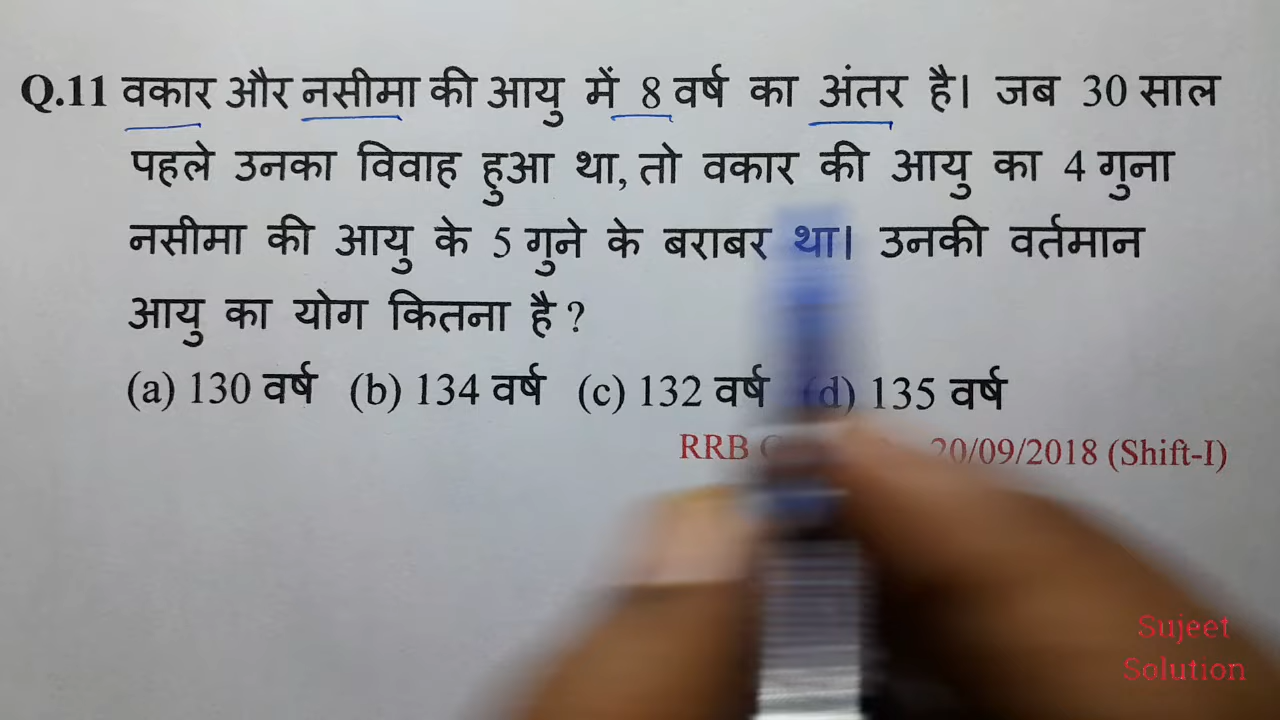 Q.11 वकार और नसीमा की आयु में 8 वर्ष का अंतर है। जब 30 साल
पहले उनका विवाह हुआ था, तो वकार की आयु का 4 गुना
नसीमा की आयु के 5 गुने के बराबर था। उनकी वर्तमान
आयु का योग कितना है ?
(a) 130 वर्ष (b) 134 वर्ष (c) 132 वर्ष (d) 135 वर्ष
RRB 20/09/2018 (Shift-I)
Sujeet
Solution